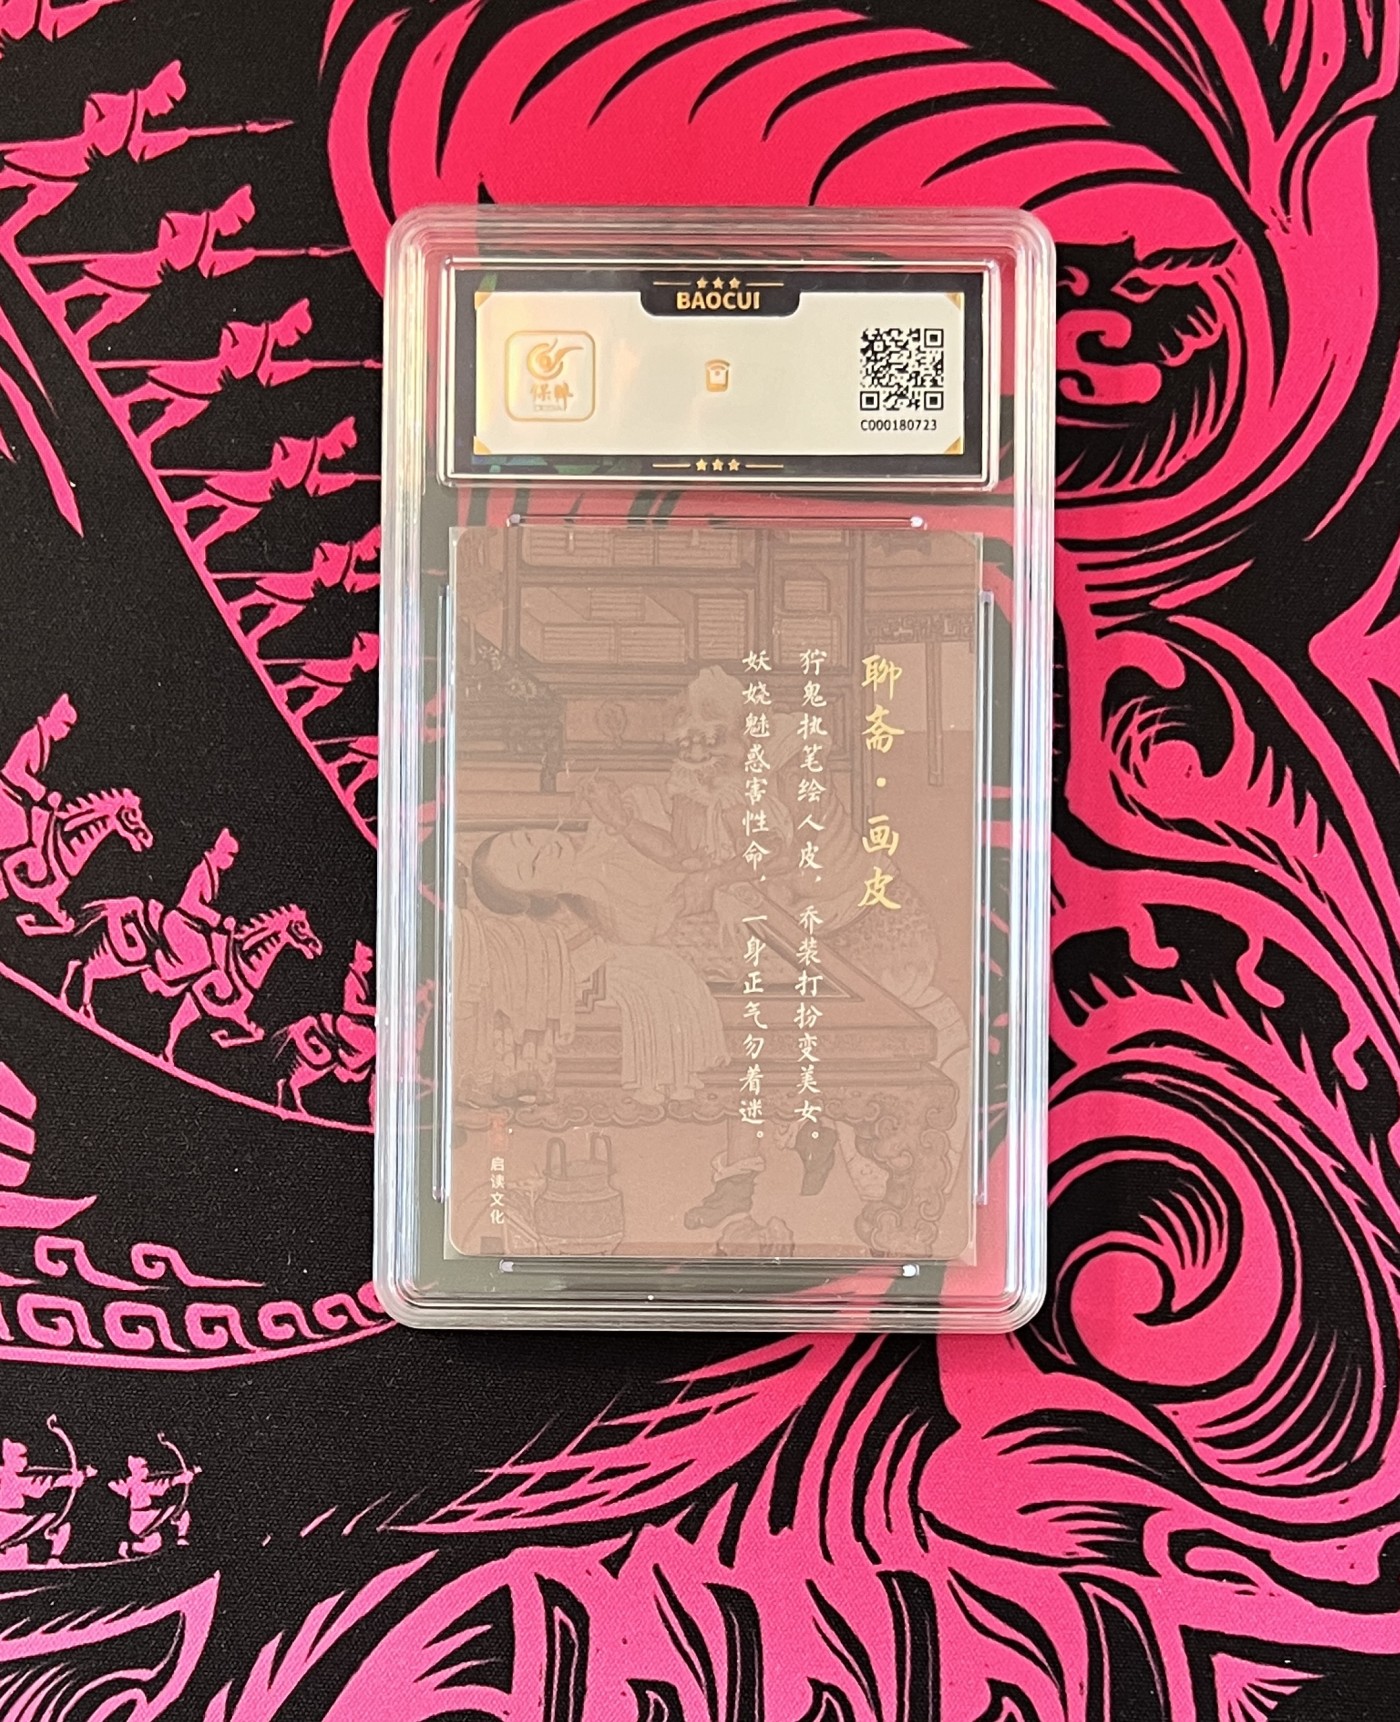 BAOCUI
保粹
C000180723
聊斋·画皮
狞鬼执笔绘人皮，乔装打扮变美女。
妖娆魅惑害性命，一身正气勿着迷。
启读文化